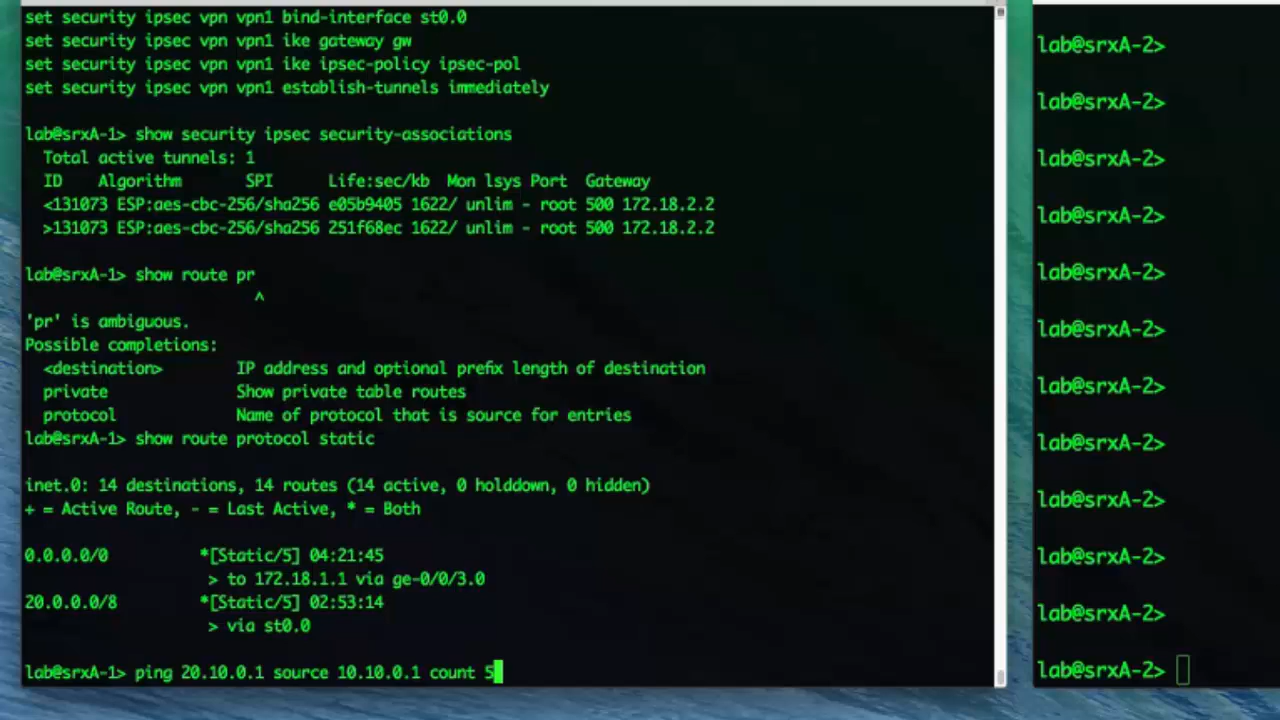 set security ipsec vpn vpn1 bind-interface st0.0
set security ipsec vpn vpn1 ike gateway gw
set security ipsec vpn vpn1 ike ipsec-policy ipsec-pol
set security ipsec vpn vpn1 establish-tunnels immediately
lab@srxA-1> show security ipsec security-associations
Total active tunnels: 1
ID Algorithm SPI Life:sec/kb Mon lsys Port Gateway
<131073 ESP:aes-cbc-256/sha256 e05b9405 1622/ unlim - root 500 172.18.2.2
>131073 ESP:aes-cbc-256/sha256 251f68ec 1622/ unlim - root 500 172.18.2.2
lab@srxA-1> show route pr
^
'pr' is ambiguous.
Possible completions:
<destination> IP address and optional prefix length of destination
private Show private table routes
protocol Name of protocol that is source for entries
lab@srxA-1> show route protocol static
inet.0: 14 destinations, 14 routes (14 active, 0 holddown, 0 hidden)
+ = Active Route, - = Last Active, * = Both
0.0.0.0/0 *[Static/5] 04:21:45
> to 172.18.1.1 via ge-0/0/3.0
20.0.0.0/8 *[Static/5] 02:53:14
> via st0.0
lab@srxA-1> ping 20.10.0.1 source 10.10.0.1 count 5
lab@srxA-2>
lab@srxA-2>
lab@srxA-2>
lab@srxA-2>
lab@srxA-2>
lab@srxA-2>
lab@srxA-2>
lab@srxA-2>
lab@srxA-2>
lab@srxA-2>
lab@srxA-2>
lab@srxA-2>